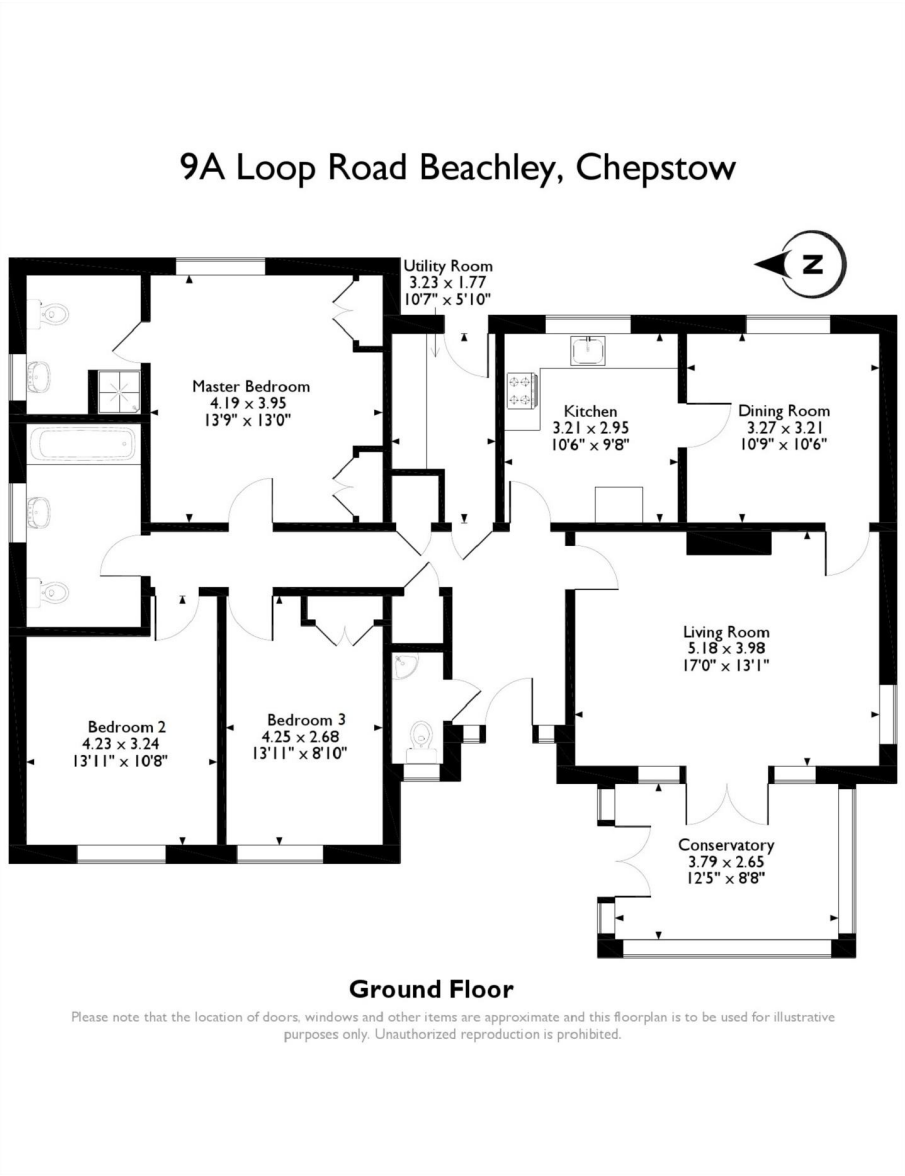 9A Loop Road Beachley, Chepstow
Utility Room
3.23 x 1.77
10'7" x 5'10"
N
Master Bedroom
4.19 x 3.95
13'9" x 13'0"
Kitchen
3.21 x 2.95
10'6" x 9'8"
Dining Room
3.27 x 3.21
10'9" x 10'6"
Living Room
5.18 x 3.98
17'0" x 13'1"
Bedroom 2
4.23 x 3.24
13'11" x 10'8"
Bedroom 3
4.25 x 2.68
13'11" x 8'10"
Conservatory
3.79 x 2.65
12'5" x 8'8"
Ground Floor
Please note that the location of doors, windows and other items are approximate and this floorplan is to be used for illustrative
purposes only. Unauthorized reproduction is prohibited.